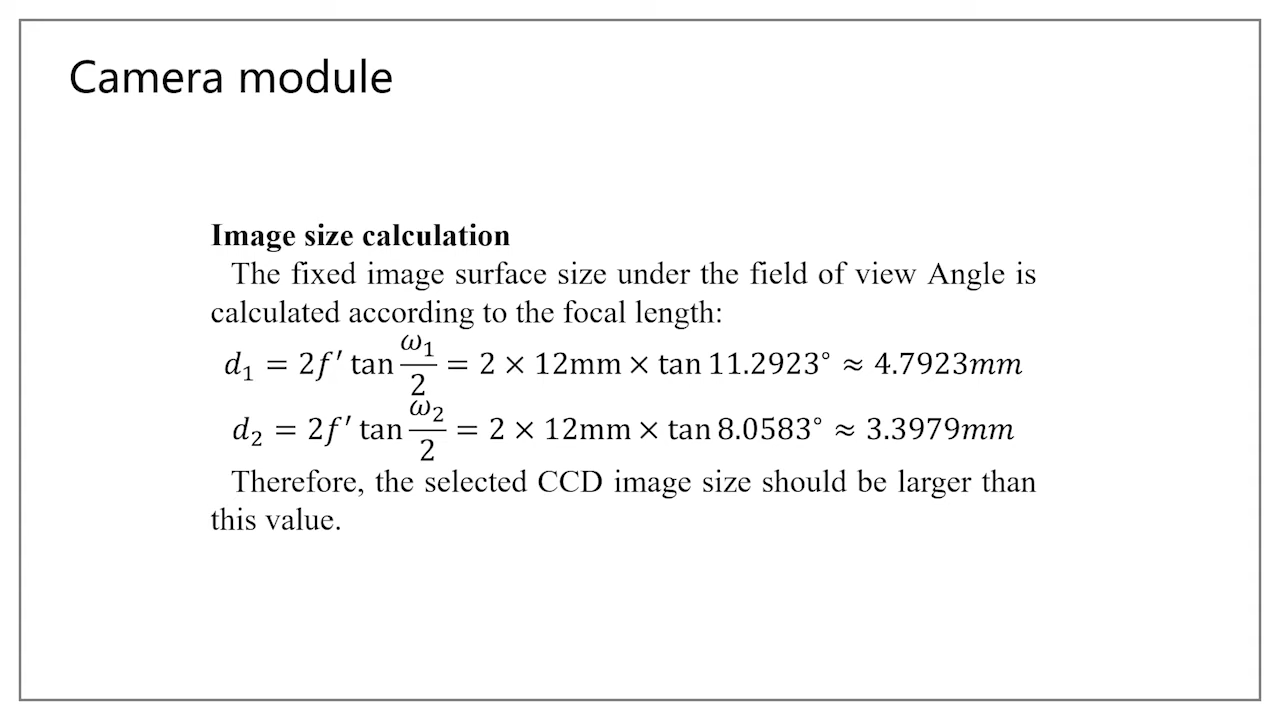 Camera module
Image size calculation
The fixed image surface size under the field of view Angle is
calculated according to the focal length:
d₁ = 2f′ tan ω₁/2 = 2 × 12mm × tan 11.2923° ≈ 4.7923mm
d₂ = 2f′ tan ω₂/2 = 2 × 12mm × tan 8.0583° ≈ 3.3979mm
Therefore, the selected CCD image size should be larger than
this value.